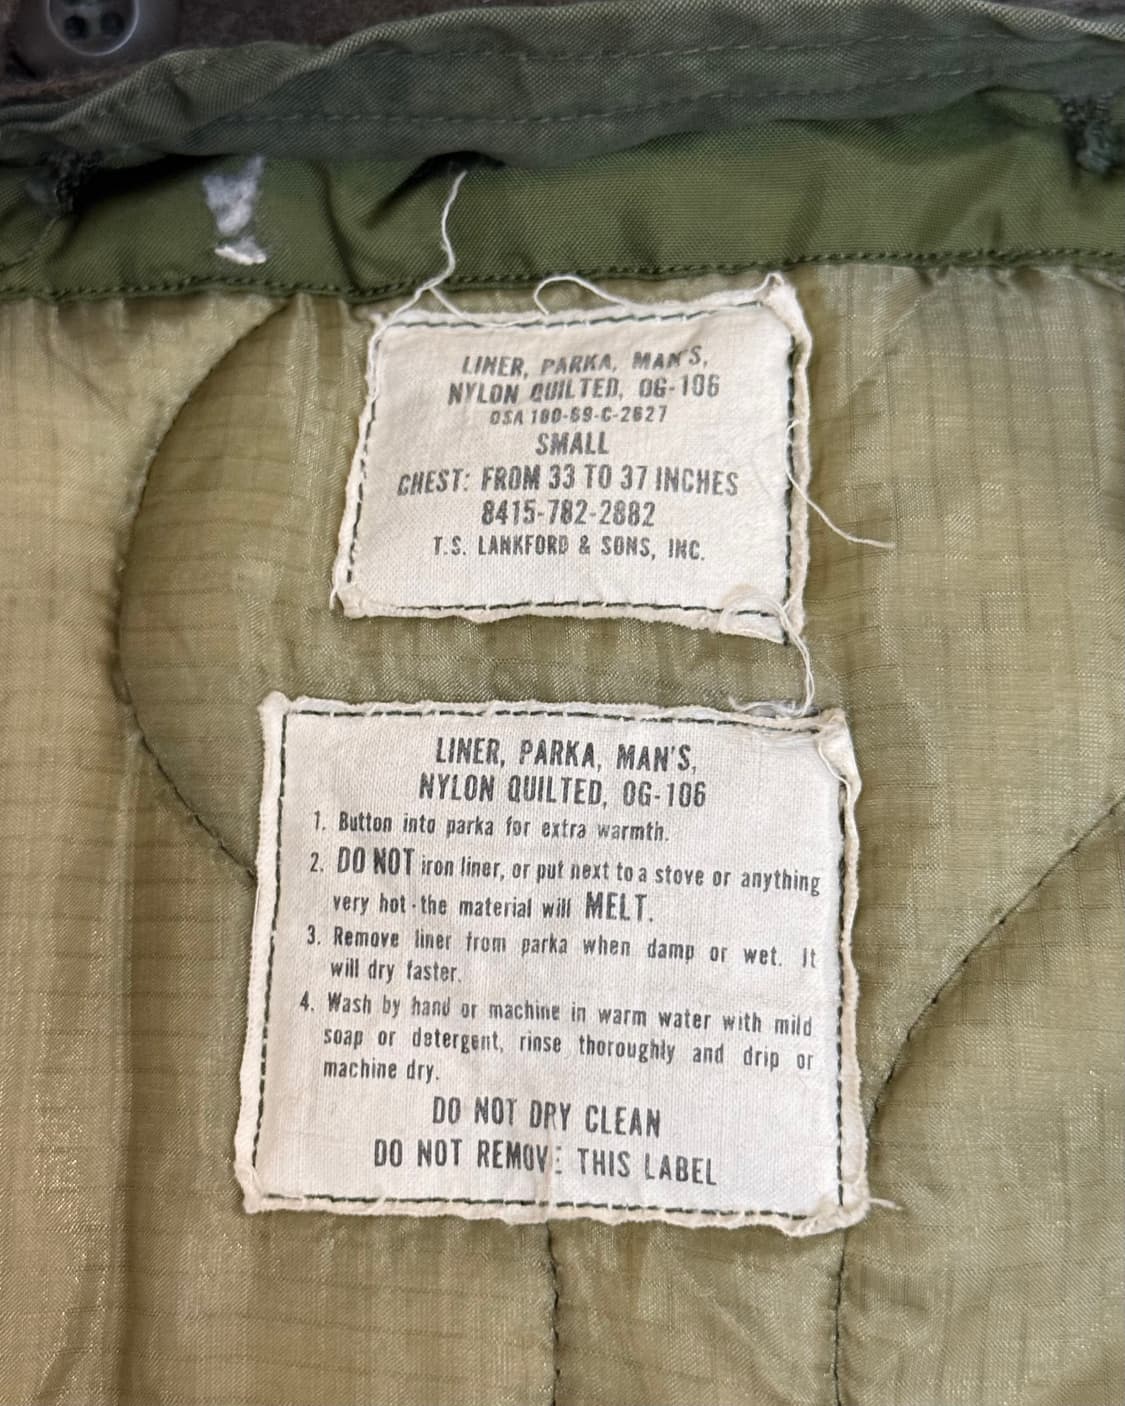 LINER, PARKA, MAN'S,
NYLON QUILTED, OG-106
DSA 100-69-C-2627
SMALL
CHEST: FROM 33 TO 37 INCHES
8415-782-2882
T.S. LANKFORD & SONS, INC.
LINER, PARKA, MAN'S,
NYLON QUILTED, OG-106
1. Button into parka for extra warmth.
2. DO NOT iron liner, or put next to a stove or anything
very hot - the material will MELT.
3. Remove liner from parka when damp or wet. It
will dry faster.
4. Wash by hand or machine in warm water with mild
soap or detergent, rinse thoroughly and drip or
machine dry.
DO NOT DRY CLEAN
DO NOT REMOVE THIS LABEL